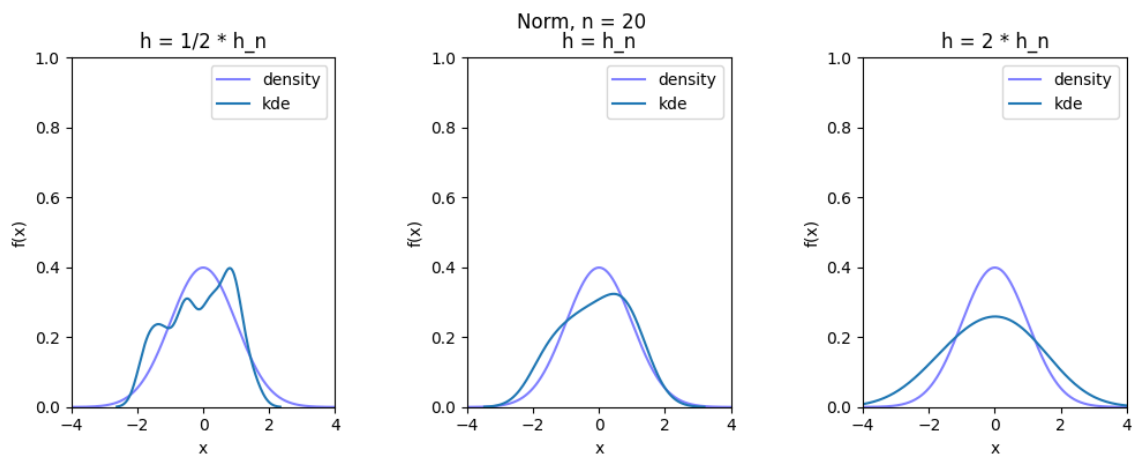 Norm, n = 20
h = 1/2 * h_n
1.0
0.8
0.6
0.4
0.2
0.0
f(x)
−4
−2
0
2
4
x
density
kde
h = h_n
1.0
0.8
0.6
0.4
0.2
0.0
f(x)
−4
−2
0
2
4
x
density
kde
h = 2 * h_n
1.0
0.8
0.6
0.4
0.2
0.0
f(x)
−4
−2
0
2
4
x
density
kde